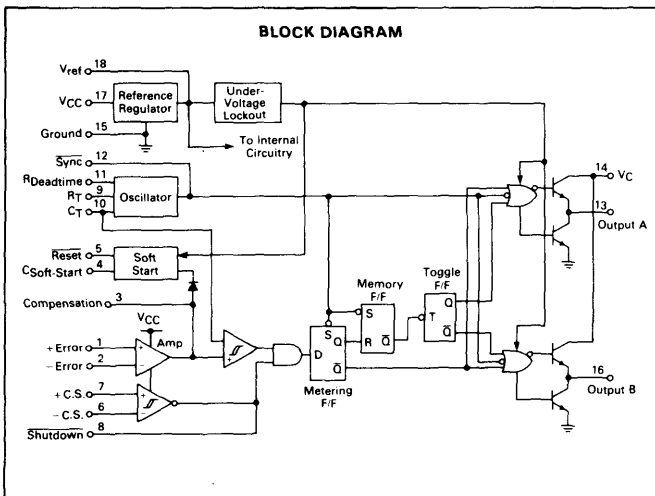 BLOCK DIAGRAM
Vref 18
VCC 17
Reference
Regulator
Under-
Voltage
Lockout
Ground 15
To Internal
Circuitry
Sync 12
RDeadtime 11
RT 9
CT 10
Oscillator
14 VC
13
Output A
Reset 5
CSoft-Start 4
Soft
Start
Compensation 3
Memory
F/F
Toggle
F/F
S
R
Q
T
Q
Q
VCC
Amp
+ Error 1
- Error 2
+
-
S
Q
D
Q
Metering
F/F
+ C.S. 7
- C.S. 6
+
-
Shutdown 8
16
Output B